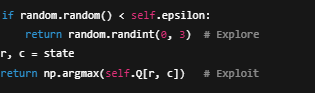 if random.random() < self.epsilon:
    return random.randint(0, 3)  # Explore
r, c = state
return np.argmax(self.Q[r, c])   # Exploit